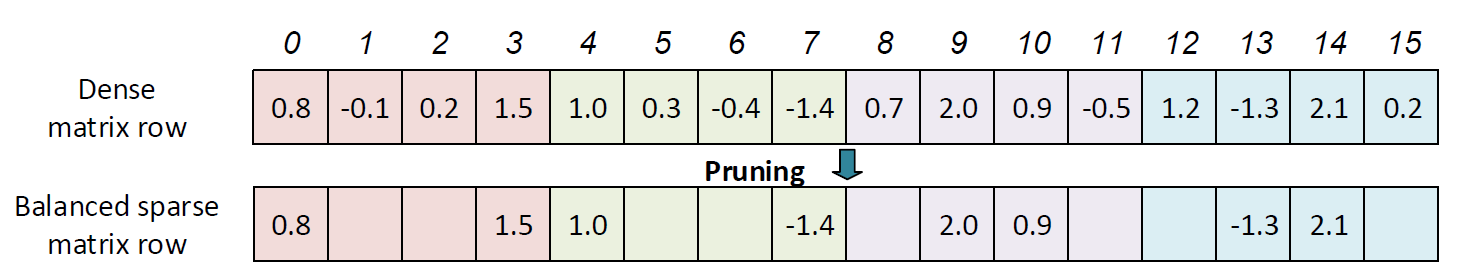 0 1 2 3 4 5 6 7 8 9 10 11 12 13 14 15
Dense
matrix row
0.8 -0.1 0.2 1.5 1.0 0.3 -0.4 -1.4 0.7 2.0 0.9 -0.5 1.2 -1.3 2.1 0.2
Pruning
Balanced sparse
matrix row
0.8 1.5 1.0 -1.4 2.0 0.9 -1.3 2.1